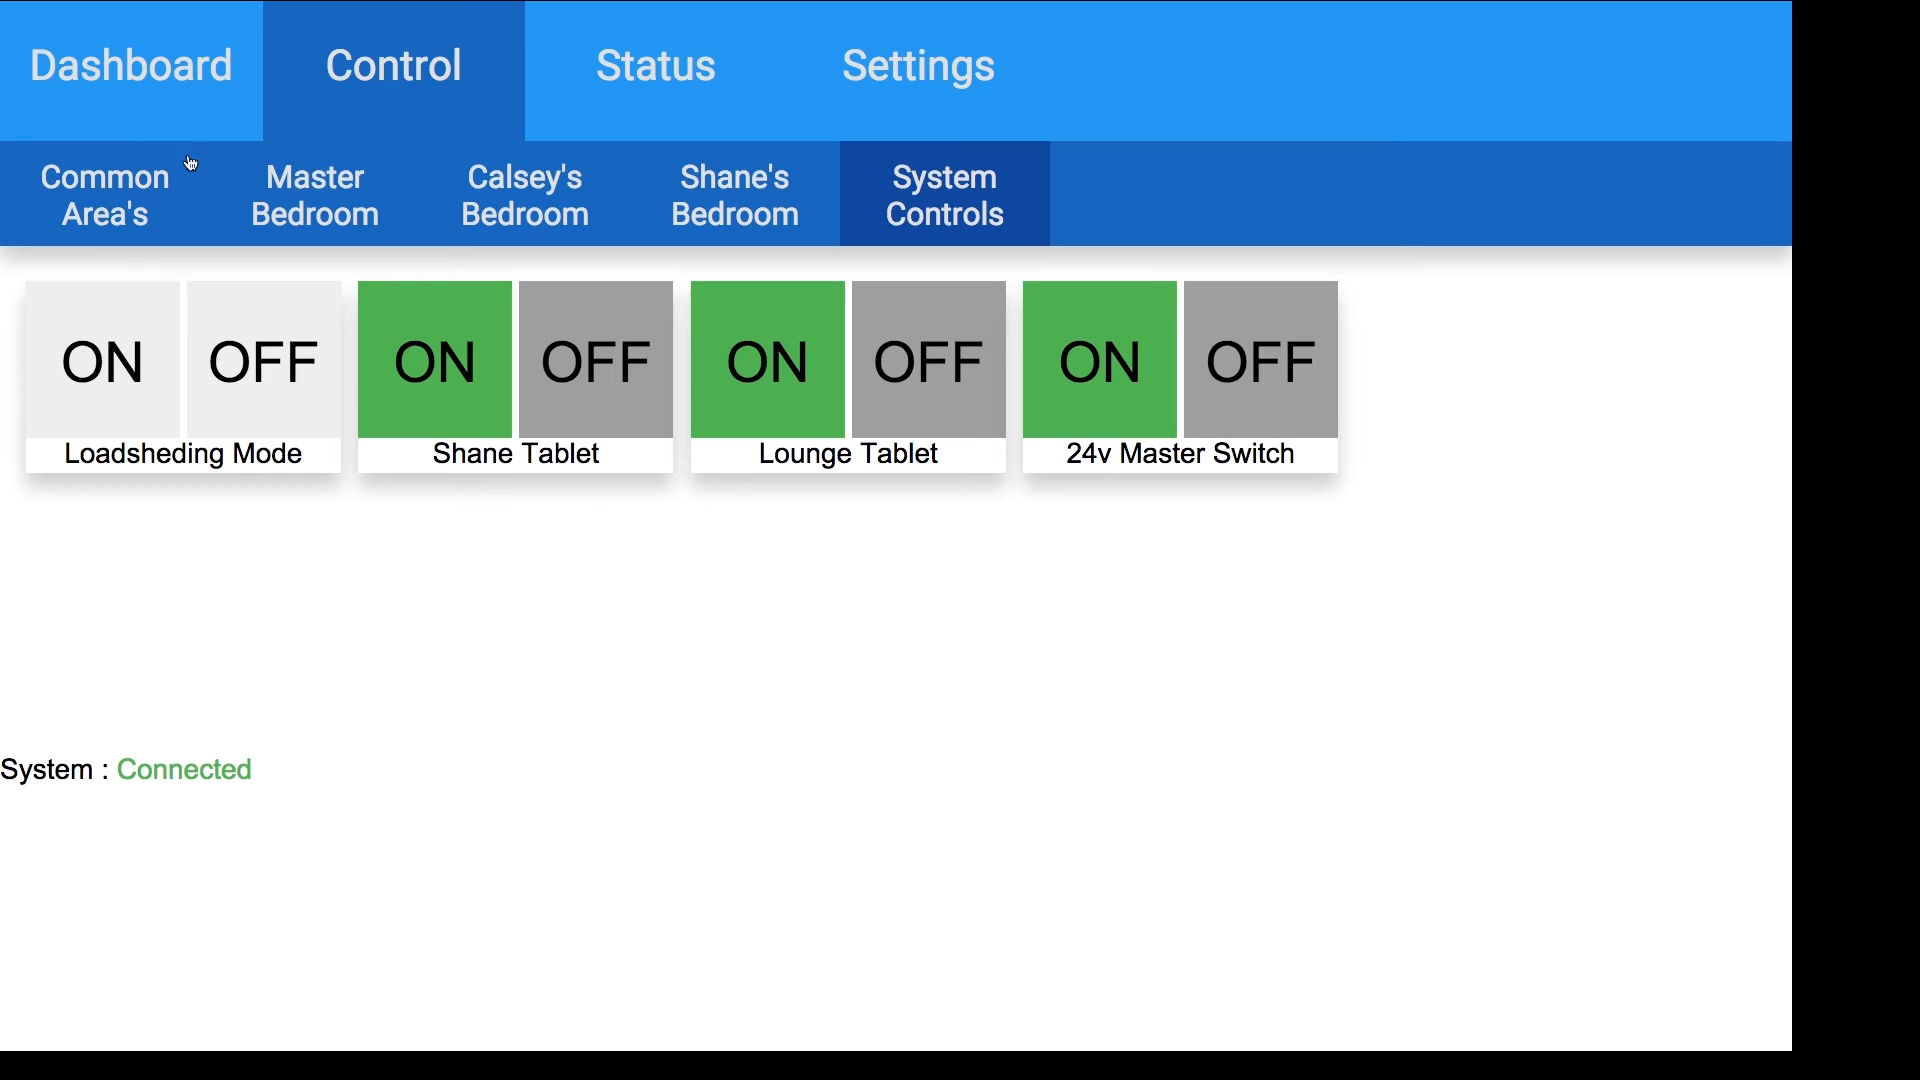 Dashboard Control Status Settings
Common Area's
Master Bedroom
Calsey's Bedroom
Shane's Bedroom
System Controls
ON OFF ON OFF ON OFF ON OFF
Loadsheding Mode Shane Tablet Lounge Tablet 24v Master Switch
System : Connected